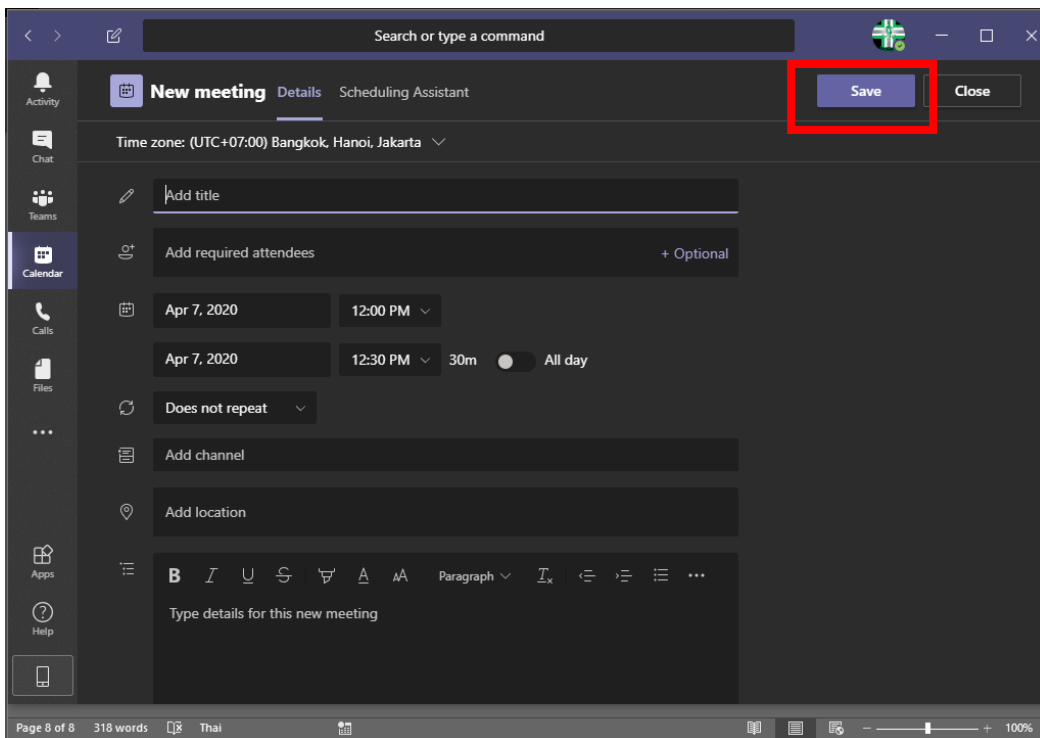 Search or type a command
Activity
Chat
Teams
Calendar
Calls
Files
Apps
Help
New meeting Details Scheduling Assistant Save Close
Time zone: (UTC+07:00) Bangkok, Hanoi, Jakarta
Add title
Add required attendees + Optional
Apr 7, 2020 12:00 PM
Apr 7, 2020 12:30 PM 30m All day
Does not repeat
Add channel
Add location
B I U S A AA Paragraph Tx
Type details for this new meeting
Page 8 of 8 318 words Thai 100%